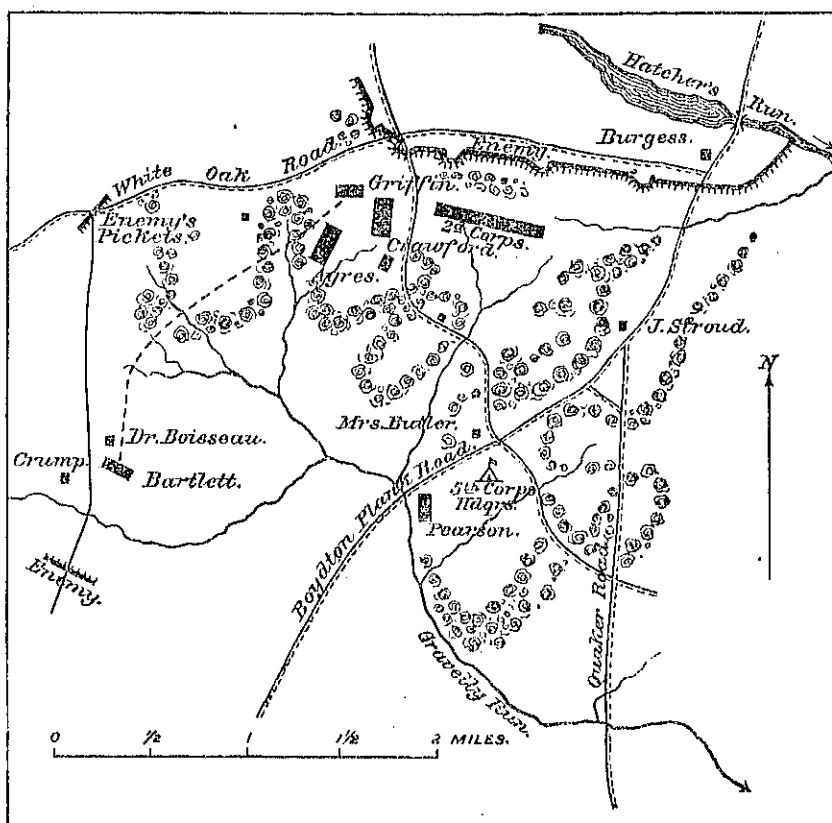 Hatcher's
Run.
Enemy
Burgess.
White Oak Road
Griffin.
Enemy's
Pickets.
2d Corps.
Crawford.
Ayres.
J. Stroud.
N
Mrs. Butler.
Dr. Boisseau.
Crump.
Bartlett.
Boydton Plank Road.
5th Corps
Hdqrs.
Pearson.
Enemy.
Quaker Road.
Gravelly Run.
0 1/2 1 1 1/2 2 MILES.